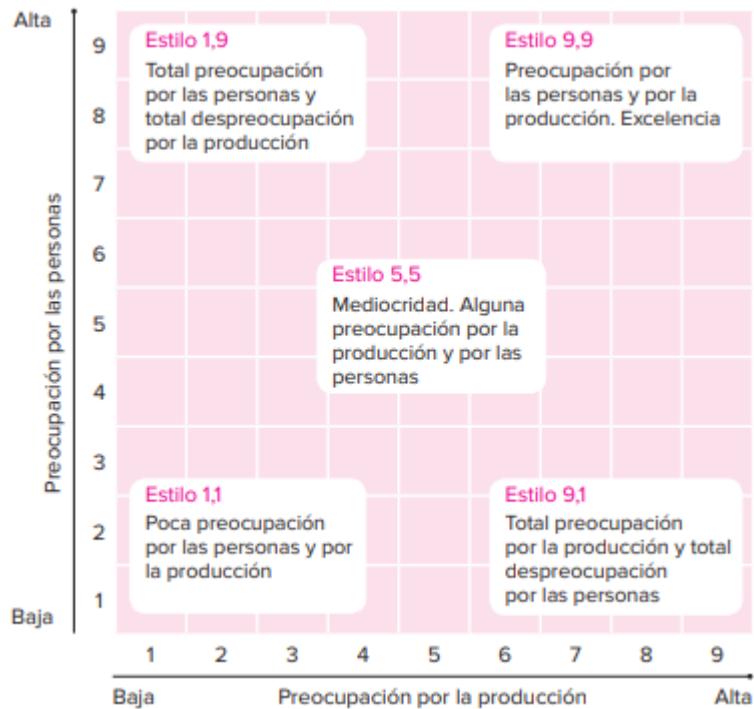 Alta
Preocupación por las personas
Baja
9
8
7
6
5
4
3
2
1
Estilo 1,9
Total preocupación
por las personas y
total despreocupación
por la producción
Estilo 9,9
Preocupación por
las personas y por la
producción. Excelencia
Estilo 5,5
Mediocridad. Alguna
preocupación por la
producción y por las
personas
Estilo 1,1
Poca preocupación
por las personas y por
la producción
Estilo 9,1
Total preocupación
por la producción y total
despreocupación
por las personas
1 2 3 4 5 6 7 8 9
Baja Preocupación por la producción Alta